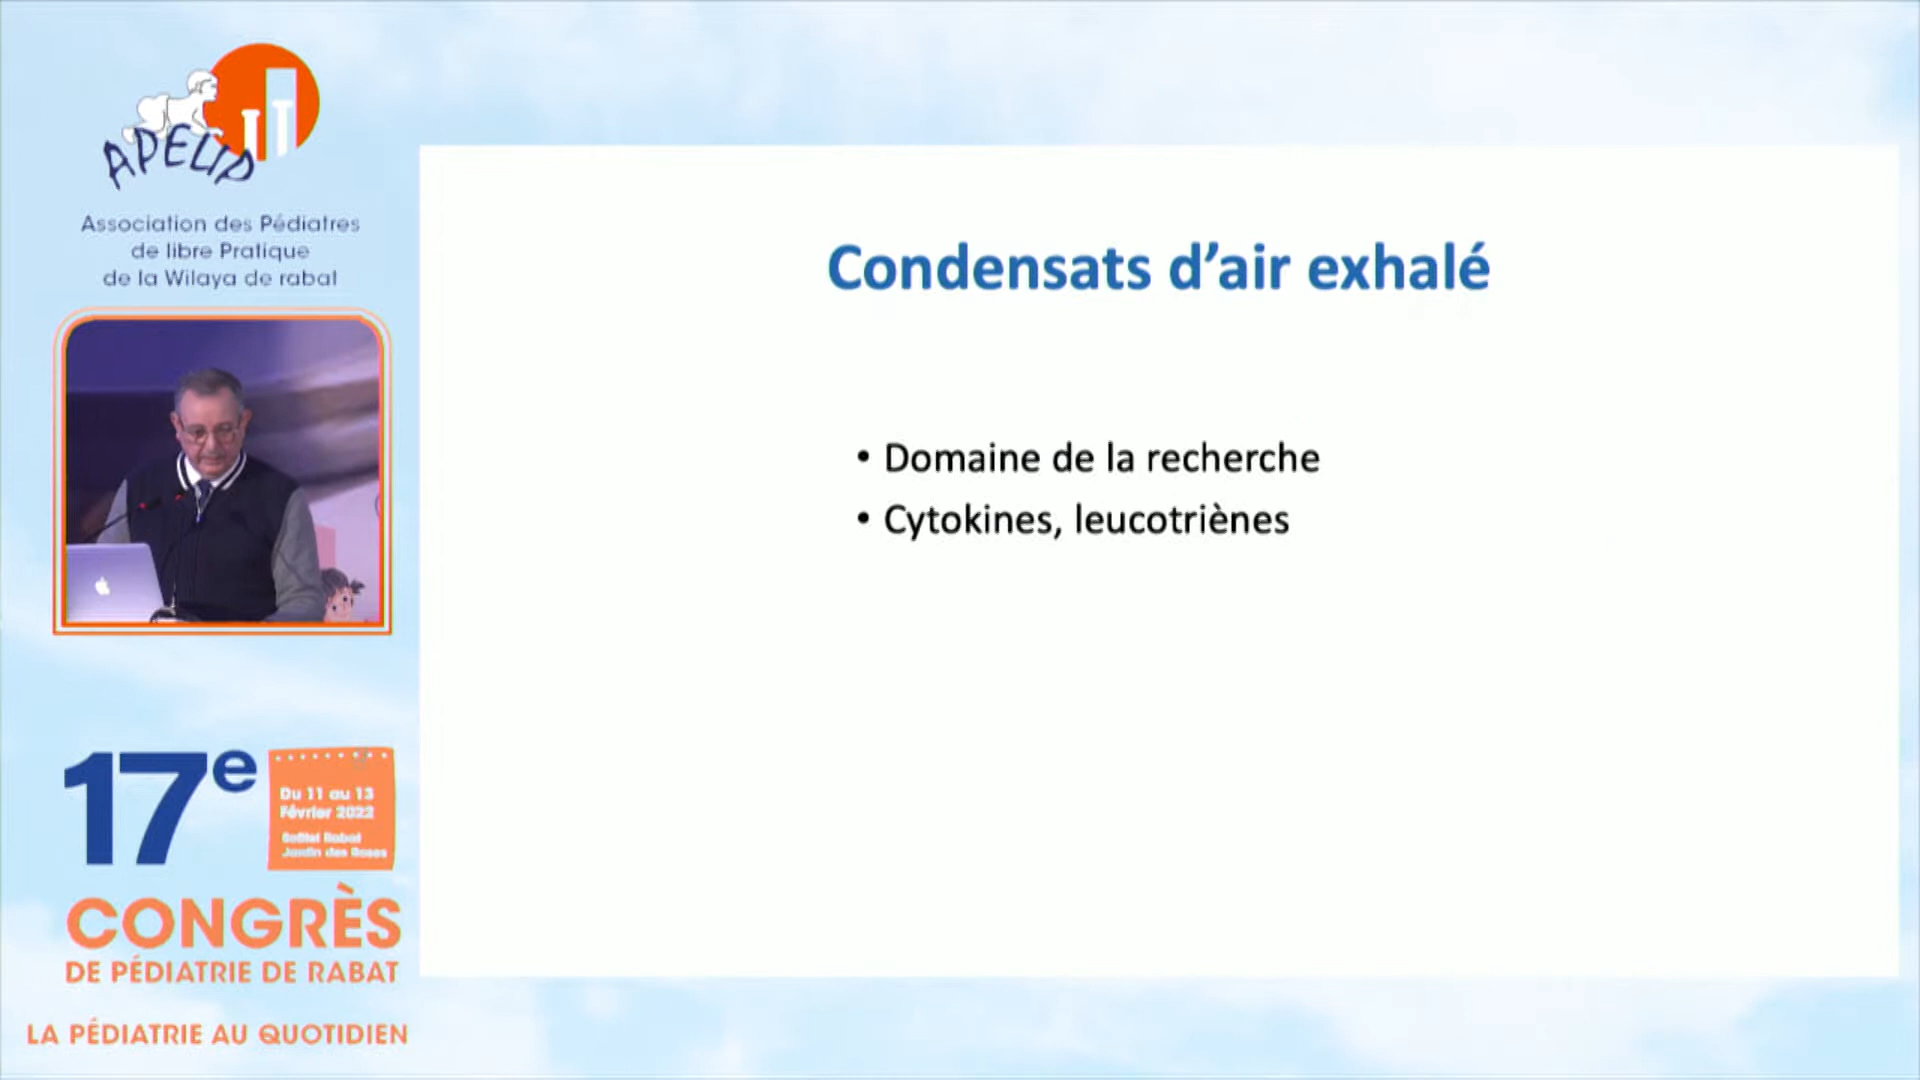 APELIP
Association des Pédiatres
de libre Pratique
de la Wilaya de rabat
Condensats d'air exhalé
• Domaine de la recherche
• Cytokines, leucotriènes
17e
Du 11 au 13
Février 2022
Sofitel Rabat
Jardin des Roses
CONGRÈS
DE PÉDIATRIE DE RABAT
LA PÉDIATRIE AU QUOTIDIEN